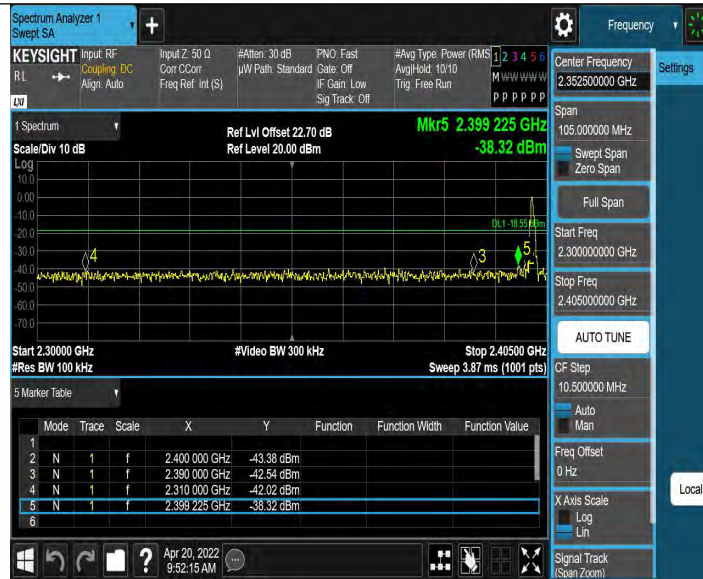 Spectrum Analyzer 1
Swept SA
+
Frequency
KEYSIGHT
RL
LXI
Input: RF
Coupling: DC
Align: Auto
Input Z: 50 Ω
Corr CCorr
Freq Ref: Int (S)
#Atten: 30 dB
µW Path: Standard
PNO: Fast
Gate: Off
IF Gain: Low
Sig Track: Off
#Avg Type: Power (RMS
Avg|Hold: 10/10
Trig: Free Run
1 2 3 4 5 6
M W W W W W
P P P P P P
1 Spectrum
Scale/Div 10 dB
Ref Lvl Offset 22.70 dB
Ref Level 20.00 dBm
Mkr5 2.399 225 GHz
-38.32 dBm
Log
10.0
0.00
-10.0
-20.0
-30.0
-40.0
-50.0
-60.0
-70.0
4
3
5
Start 2.30000 GHz
#Res BW 100 kHz
#Video BW 300 kHz
Stop 2.40500 GHz
Sweep 3.87 ms (1001 pts)
5 Marker Table
Mode Trace Scale X Y Function Function Width Function Value
1
2 N 1 f 2.400 000 GHz -43.38 dBm
3 N 1 f 2.390 000 GHz -42.54 dBm
4 N 1 f 2.310 000 GHz -42.02 dBm
5 N 1 f 2.399 225 GHz -38.32 dBm
6
?
Apr 20, 2022
9:52:15 AM
Center Frequency
2.352500000 GHz
Span
105.000000 MHz
Swept Span
Zero Span
Full Span
Start Freq
2.300000000 GHz
Stop Freq
2.405000000 GHz
AUTO TUNE
CF Step
10.500000 MHz
Auto
Man
Freq Offset
0 Hz
X Axis Scale
Log
Lin
Signal Track
(Span Zoom)
Settings
Local